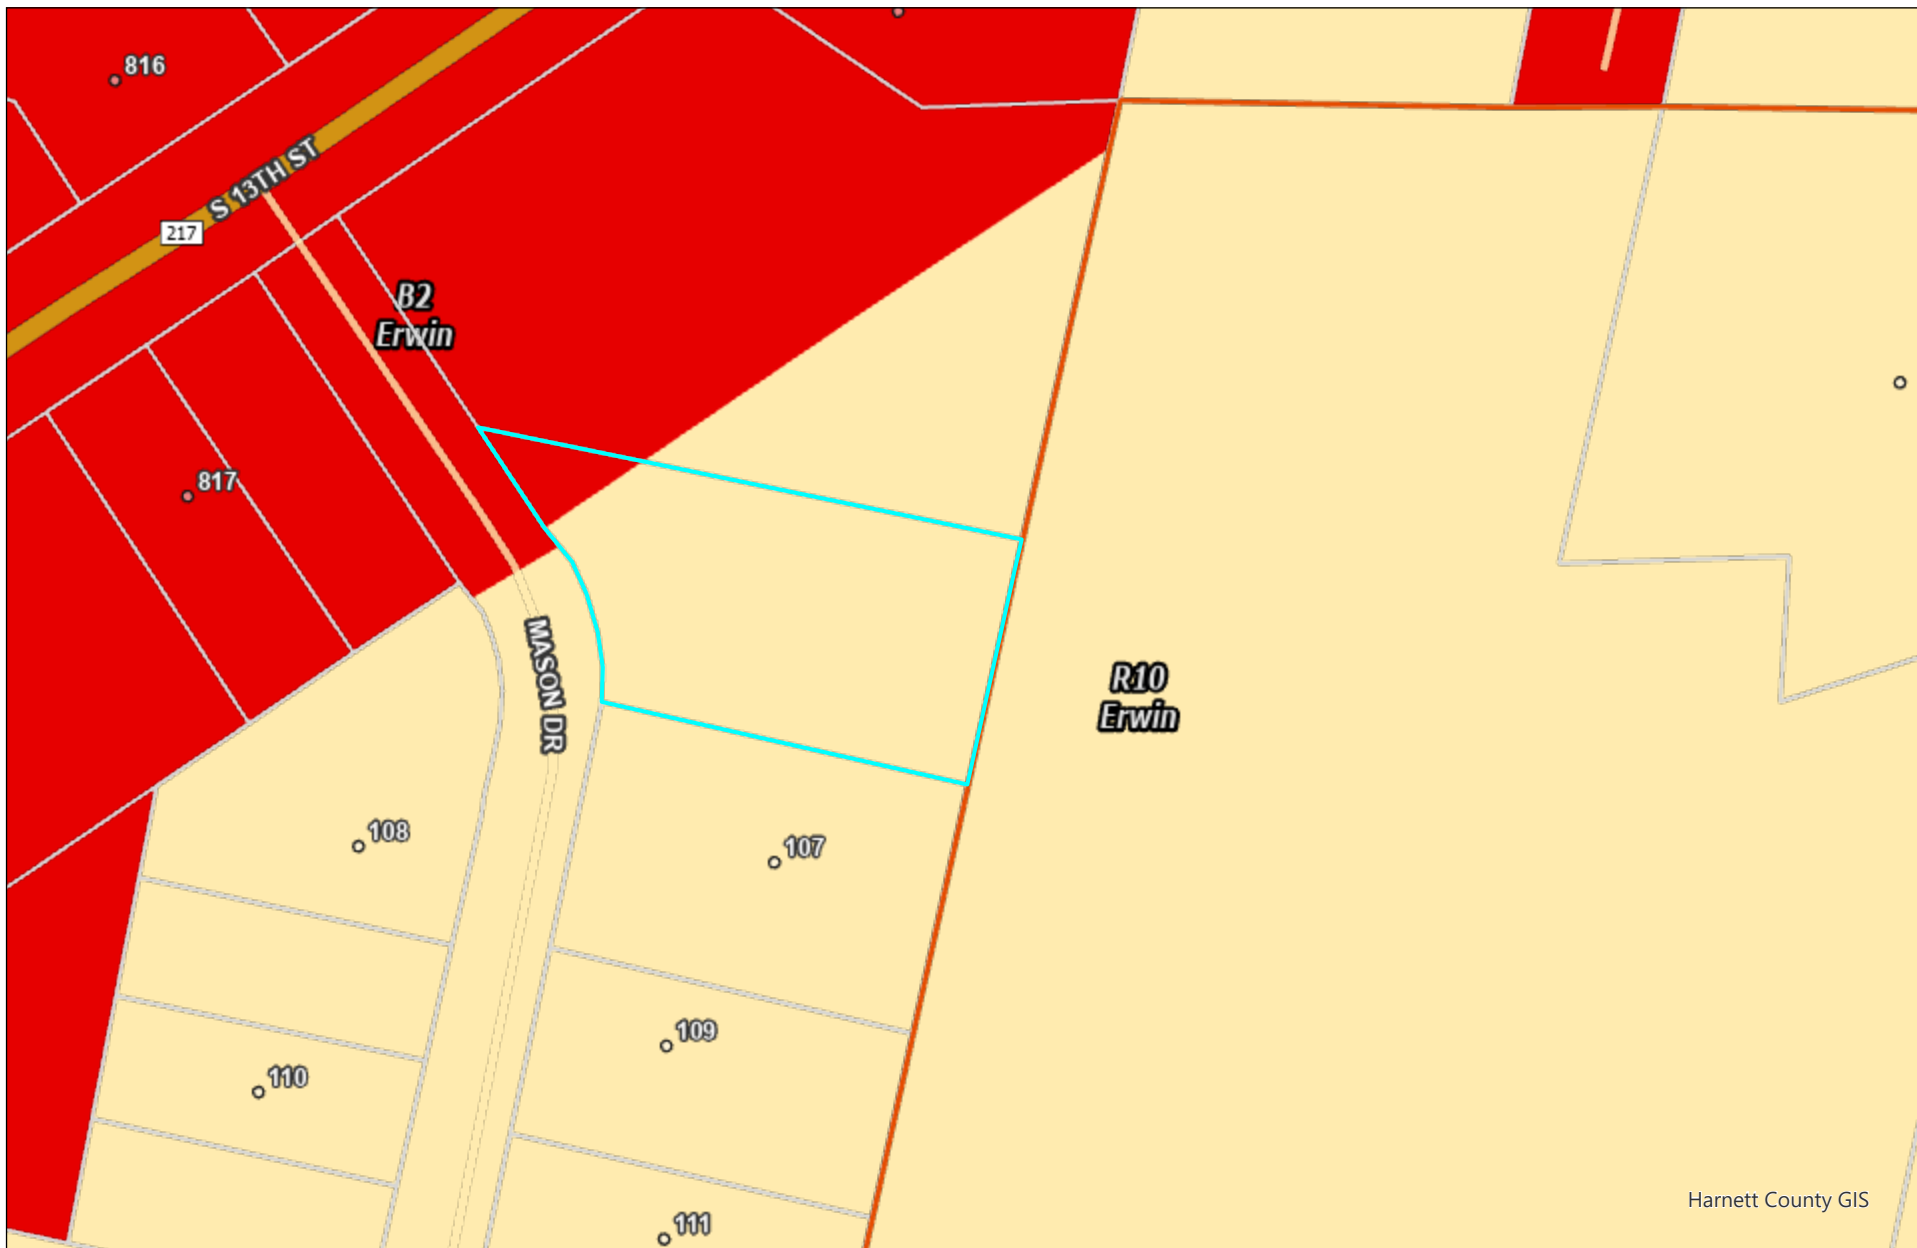 816
S 13TH ST
217
B2
Erwin
817
MASON DR
R10
Erwin
108
107
109
110
111
Harnett County GIS